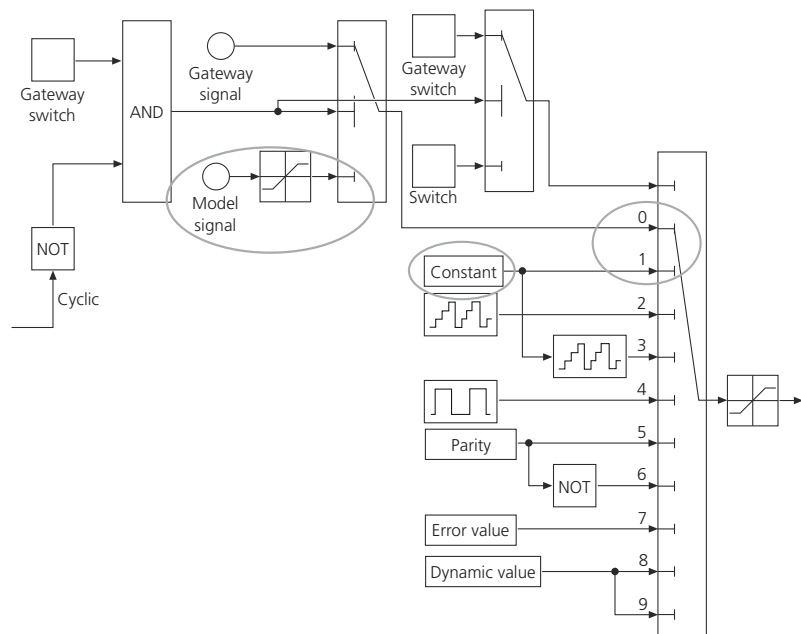 Gateway
switch
AND
NOT
Cyclic
Gateway
signal
Model
signal
Gateway
switch
Switch
0
Constant
1
2
3
4
Parity
5
NOT
6
Error value
7
Dynamic value
8
9